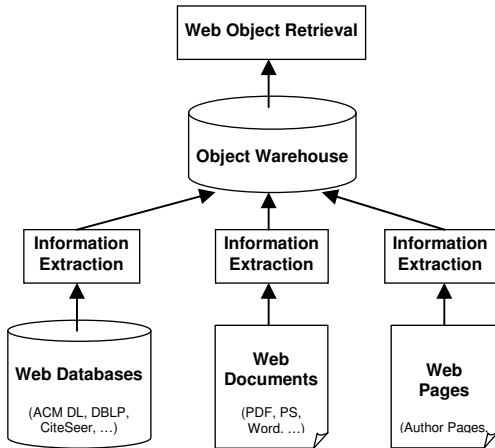 Web Object Retrieval
Object Warehouse
Information
Extraction
Information
Extraction
Information
Extraction
Web Databases
(ACM DL, DBLP,
CiteSeer, …)
Web
Documents
(PDF, PS,
Word, …)
Web
Pages
(Author Pages,